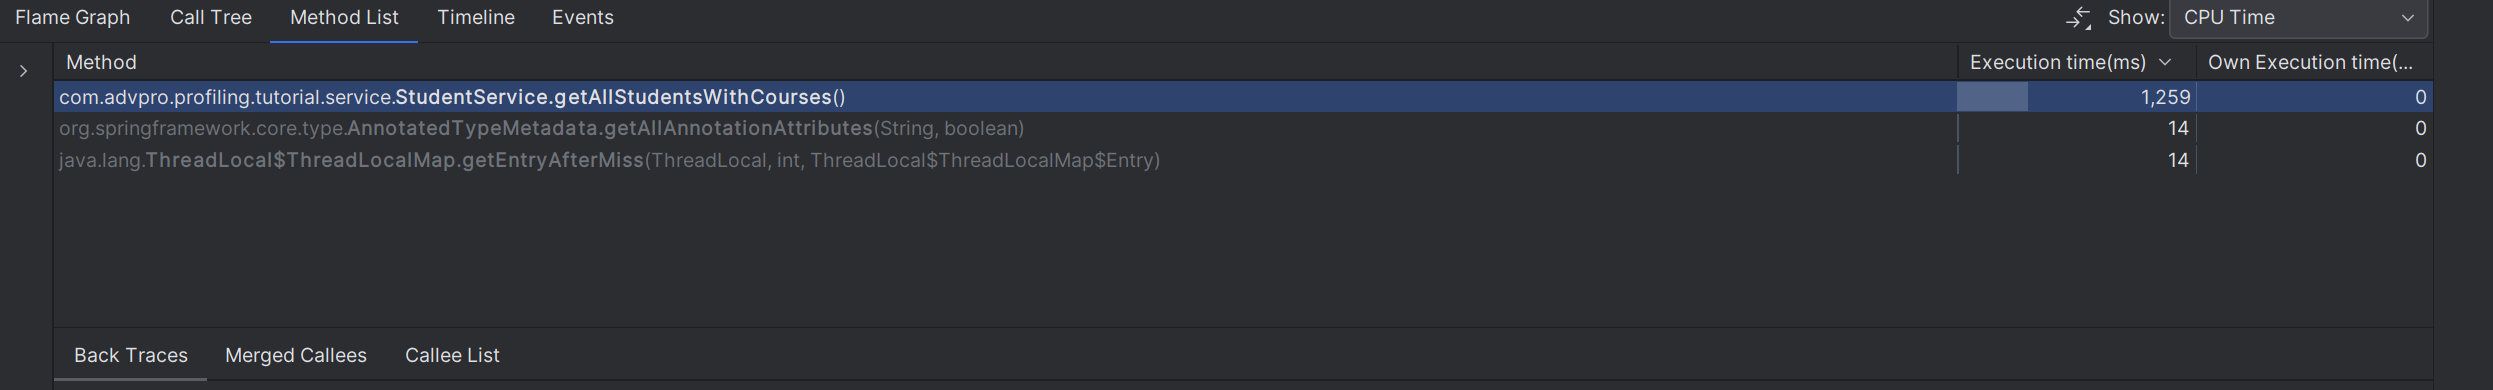 Flame Graph Call Tree Method List Timeline Events Show: CPU Time
Method Execution time(ms) Own Execution time(...
com.advpro.profiling.tutorial.service.StudentService.getAllStudentsWithCourses() 1,259 0
org.springframework.core.type.AnnotatedTypeMetadata.getAllAnnotationAttributes(String, boolean) 14 0
java.lang.ThreadLocal$ThreadLocalMap.getEntryAfterMiss(ThreadLocal, int, ThreadLocal$ThreadLocalMap$Entry) 14 0
Back Traces Merged Callees Callee List